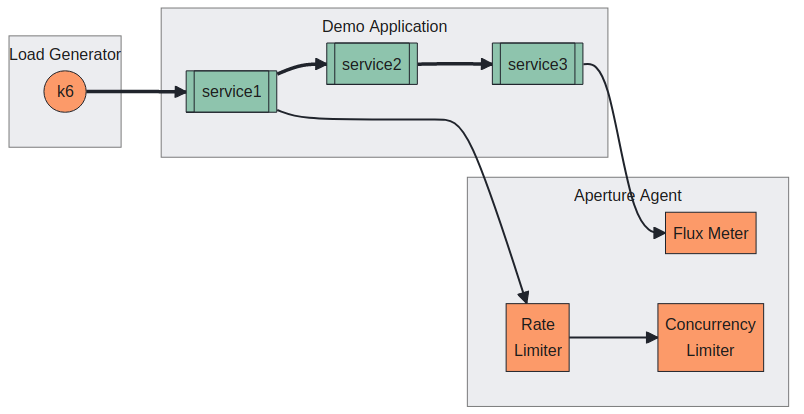 Demo Application
Load Generator
k6
service1
service2
service3
Aperture Agent
Flux Meter
Rate
Limiter
Concurrency
Limiter